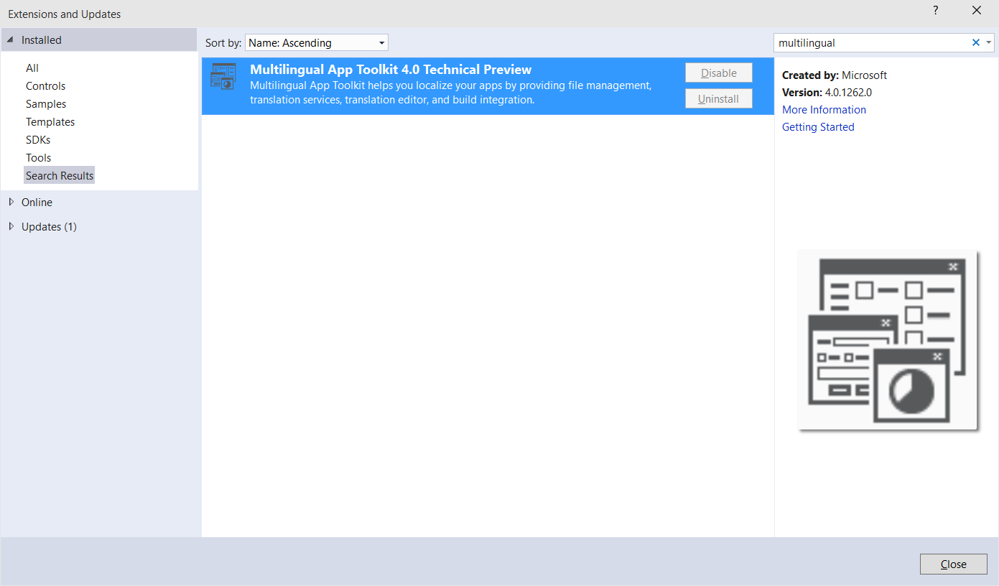 Extensions and Updates
?
Installed
All
Controls
Samples
Templates
SDKs
Tools
Search Results
Online
Updates (1)
Sort by: Name: Ascending
Multilingual App Toolkit 4.0 Technical Preview
Multilingual App Toolkit helps you localize your apps by providing file management,
translation services, translation editor, and build integration.
Disable
Uninstall
multilingual
Created by: Microsoft
Version: 4.0.1262.0
More Information
Getting Started
Close